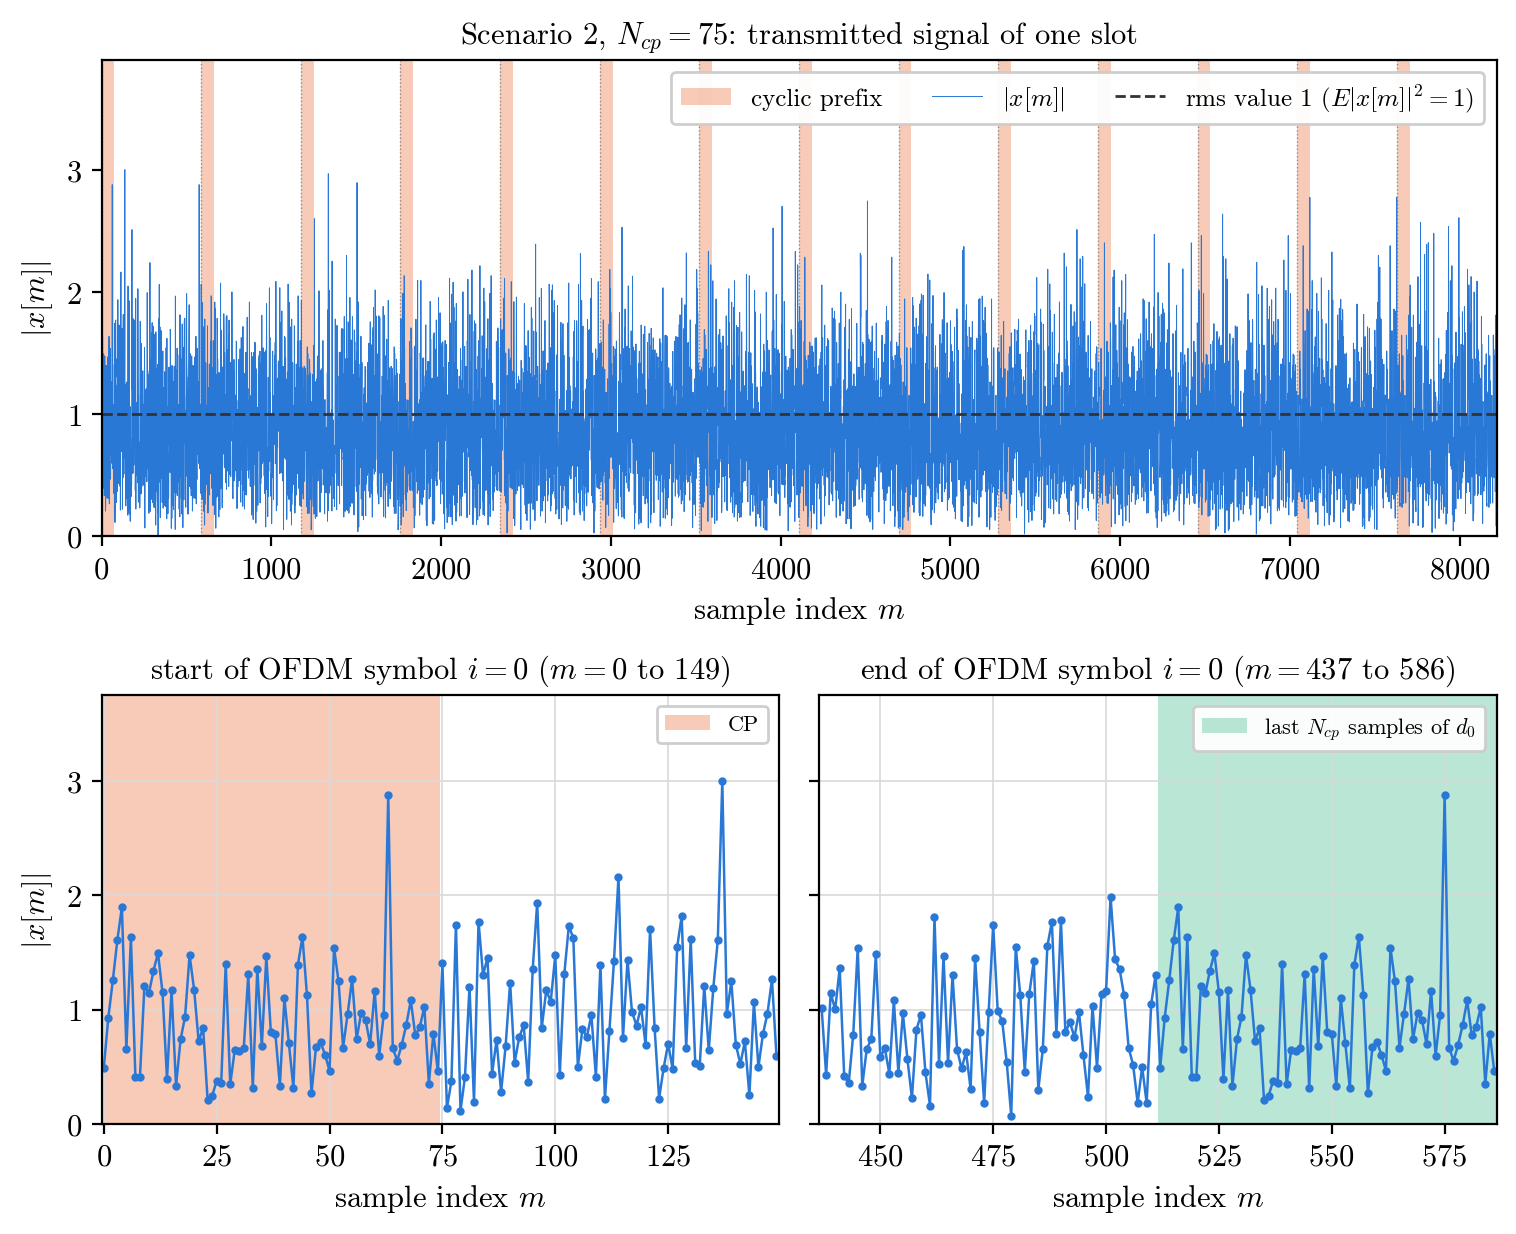 Scenario 2, $N_{cp} = 75$: transmitted signal of one slot
cyclic prefix
|x[m]|
rms value 1 ($E|x[m]|^2 = 1$)
|x[m]|
3
2
1
0
0 1000 2000 3000 4000 5000 6000 7000 8000
sample index m
start of OFDM symbol i = 0 (m = 0 to 149)
CP
|x[m]|
3
2
1
0
0 25 50 75 100 125
sample index m
end of OFDM symbol i = 0 (m = 437 to 586)
last $N_{cp}$ samples of $d_0$
450 475 500 525 550 575
sample index m